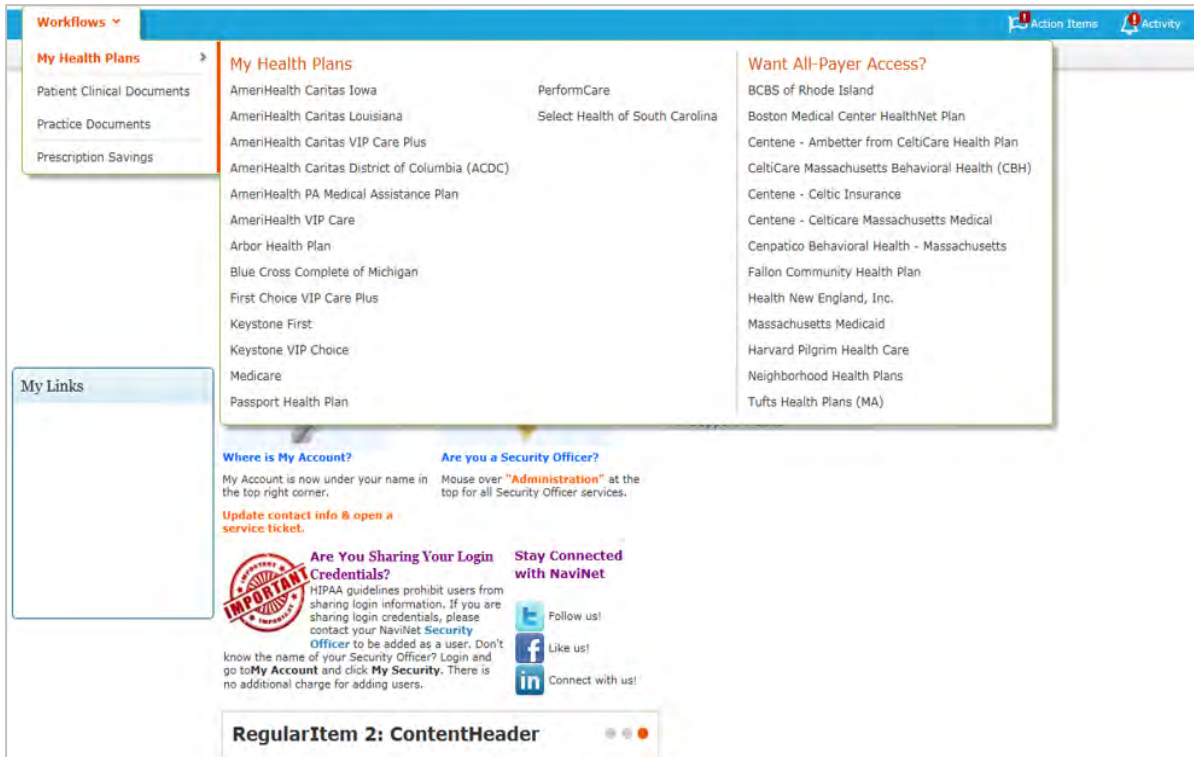 Workflows
Action Items
Activity
My Health Plans
Patient Clinical Documents
Practice Documents
Prescription Savings
My Health Plans
AmeriHealth Caritas Iowa
AmeriHealth Caritas Louisiana
AmeriHealth Caritas VIP Care Plus
AmeriHealth Caritas District of Columbia (ACDC)
AmeriHealth PA Medical Assistance Plan
AmeriHealth VIP Care
Arbor Health Plan
Blue Cross Complete of Michigan
First Choice VIP Care Plus
Keystone First
Keystone VIP Choice
Medicare
Passport Health Plan
PerformCare
Select Health of South Carolina
Want All-Payer Access?
BCBS of Rhode Island
Boston Medical Center HealthNet Plan
Centene - Ambetter from CeltiCare Health Plan
CeltiCare Massachusetts Behavioral Health (CBH)
Centene - Celtic Insurance
Centene - Celticare Massachusetts Medical
Cenpatico Behavioral Health - Massachusetts
Fallon Community Health Plan
Health New England, Inc.
Massachusetts Medicaid
Harvard Pilgrim Health Care
Neighborhood Health Plans
Tufts Health Plans (MA)
My Links
Where is My Account?
My Account is now under your name in
the top right corner.
Update contact info & open a
service ticket.
Are you a Security Officer?
Mouse over "Administration" at the
top for all Security Officer services.
IMPORTANT
Are You Sharing Your Login
Credentials?
HIPAA guidelines prohibit users from
sharing login information. If you are
sharing login credentials, please
contact your NaviNet Security
Officer to be added as a user. Don't
know the name of your Security Officer? Login and
go toMy Account and click My Security. There is
no additional charge for adding users.
Stay Connected
with NaviNet
Follow us!
Like us!
Connect with us!
RegularItem 2: ContentHeader